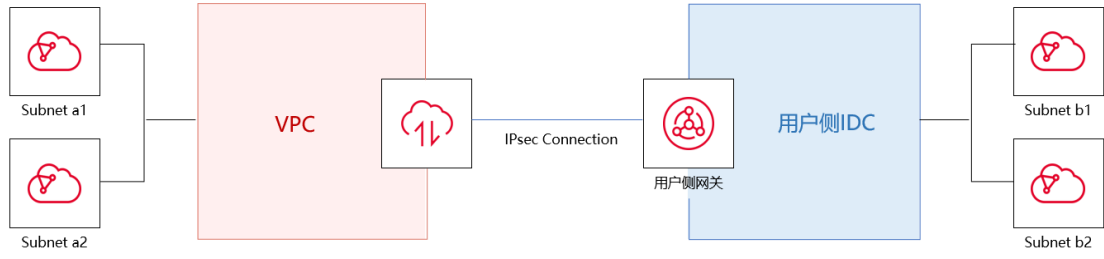 Subnet a1
Subnet a2
VPC
IPsec Connection
用户侧网关
用户侧IDC
Subnet b1
Subnet b2